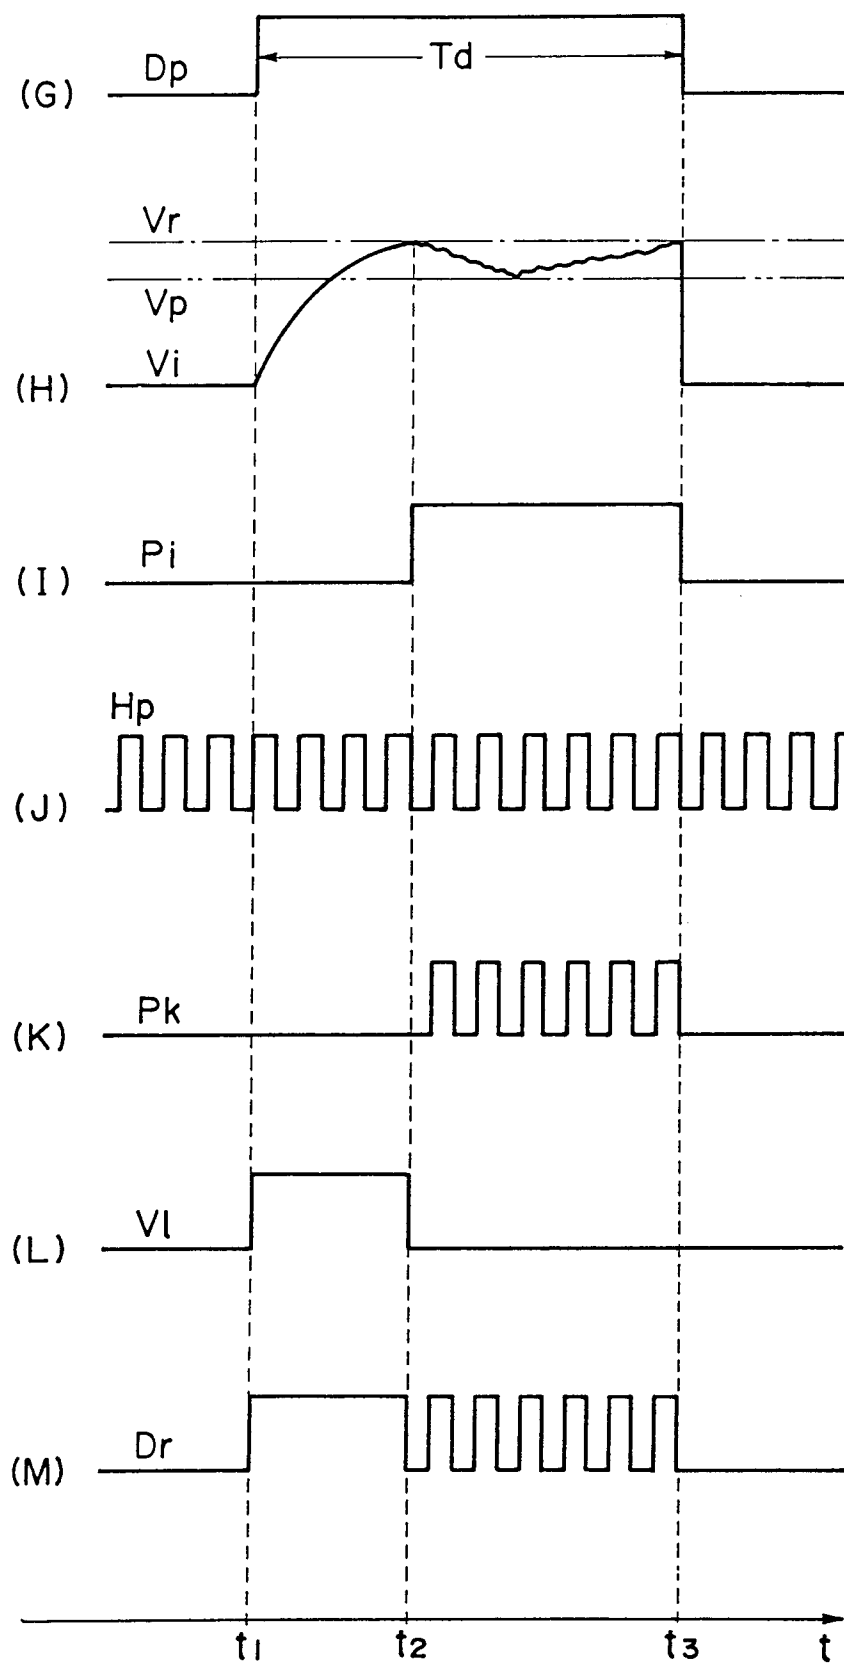 Td
(G) Dp
Vr
Vp
(H) Vi
(I) Pi
Hp
(J)
(K) Pk
(L) Vl
(M) Dr
t1 t2 t3 t